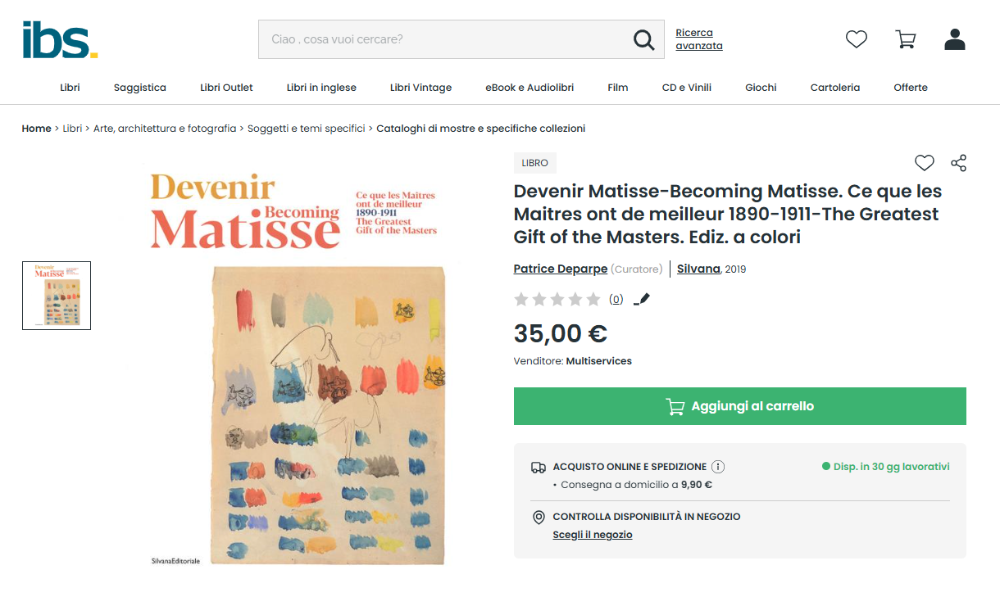 ibs.
Ciao , cosa vuoi cercare?
Ricerca
avanzata
Libri Saggistica Libri Outlet Libri in inglese Libri Vintage eBook e Audiolibri Film CD e Vinili Giochi Cartoleria Offerte
Home > Libri > Arte, architettura e fotografia > Soggetti e temi specifici > Cataloghi di mostre e specifiche collezioni
Devenir
Becoming
Matisse
Ce que les Maîtres
ont de meilleur
1890-1911
The Greatest
Gift of the Masters
SilvanaEditoriale
Devenir
Matisse
LIBRO
Devenir Matisse-Becoming Matisse. Ce que les
Maitres ont de meilleur 1890-1911-The Greatest
Gift of the Masters. Ediz. a colori
Patrice Deparpe (Curatore) | Silvana, 2019
(0)
35,00 €
Venditore: Multiservices
Aggiungi al carrello
ACQUISTO ONLINE E SPEDIZIONE Disp. in 30 gg lavorativi
• Consegna a domicilio a 9,90 €
CONTROLLA DISPONIBILITÀ IN NEGOZIO
Scegli il negozio